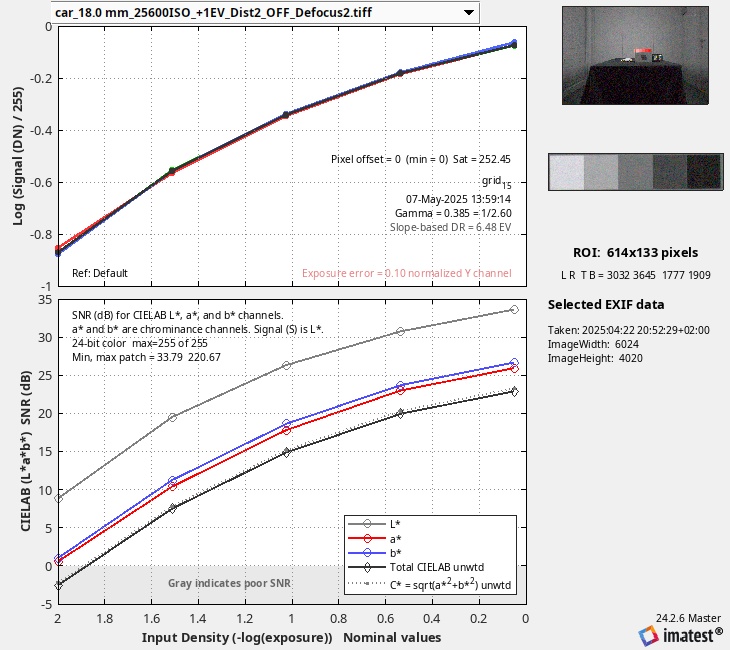 car_18.0 mm_25600ISO_+1EV_Dist2_OFF_Defocus2.tiff
0
-0.2
-0.4
-0.6
-0.8
-1
Log (Signal (DN) / 255)
Pixel offset = 0 (min = 0) Sat = 252.45
grid_15
07-May-2025 13:59:14
Gamma = 0.385 = 1/2.60
Slope-based DR = 6.48 EV
Ref: Default
Exposure error = 0.10 normalized Y channel
ROI: 614x133 pixels
L R T B = 3032 3645 1777 1909
Selected EXIF data
Taken: 2025:04:22 20:52:29+02:00
ImageWidth: 6024
ImageHeight: 4020
35
30
25
20
15
10
5
0
-5
CIELAB (L*a*b*) SNR (dB)
SNR (dB) for CIELAB L*, a*, and b* channels.
a* and b* are chrominance channels. Signal (S) is L*.
24-bit color max=255 of 255
Min, max patch = 33.79 220.67
L*
a*
b*
Total CIELAB unwtd
C* = sqrt(a*²+b*²) unwtd
Gray indicates poor SNR
2
1.8
1.6
1.4
1.2
1
0.8
0.6
0.4
0.2
0
Input Density (-log(exposure)) Nominal values
24.2.6 Master
imatest®